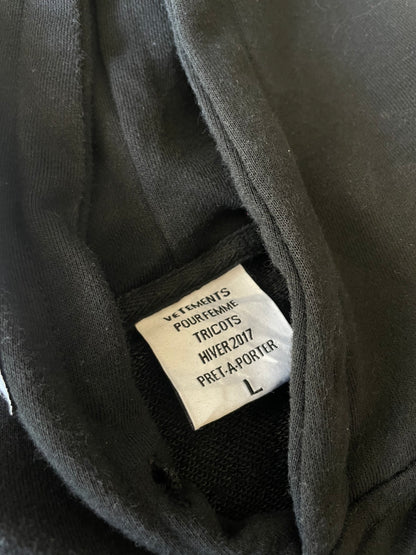 VETEMENTS
POUR FEMME
TRICOTS
HIVER 2017
PRET-A-PORTER
L